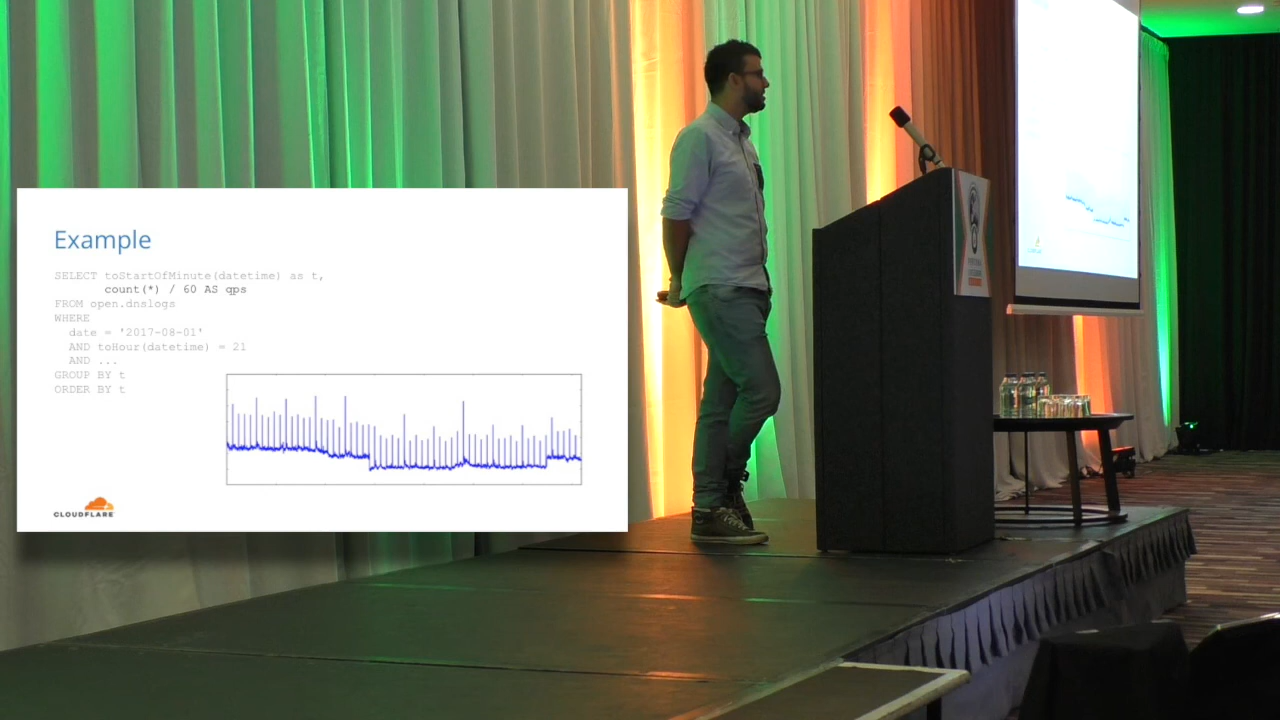 Example
SELECT toStartOfMinute(datetime) as t,
count(*) / 60 AS qps
FROM open.dnslogs
WHERE
date = '2017-08-01'
AND toHour(datetime) = 21
AND ...
GROUP BY t
ORDER BY t
CLOUDFLARE